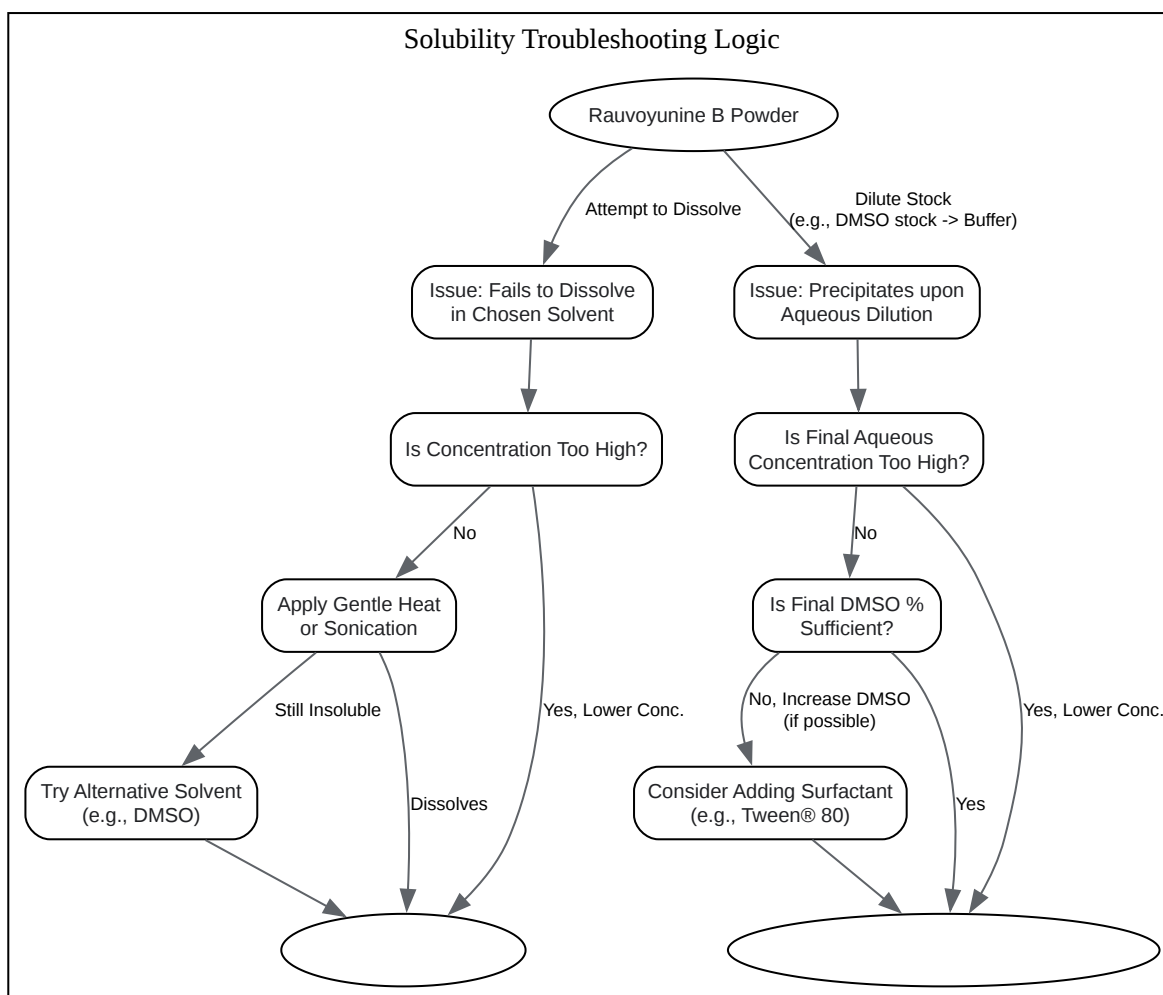 Solubility Troubleshooting Logic
Rauvoyunine B Powder
Attempt to Dissolve
Dilute Stock
(e.g., DMSO stock -> Buffer)
Issue: Fails to Dissolve
in Chosen Solvent
Issue: Precipitates upon
Aqueous Dilution
Is Concentration Too High?
Is Final Aqueous
Concentration Too High?
No
No
Apply Gentle Heat
or Sonication
Is Final DMSO %
Sufficient?
Still Insoluble
Yes, Lower Conc.
No, Increase DMSO
(if possible)
Yes, Lower Conc.
Try Alternative Solvent
(e.g., DMSO)
Dissolves
Consider Adding Surfactant
(e.g., Tween® 80)
Yes